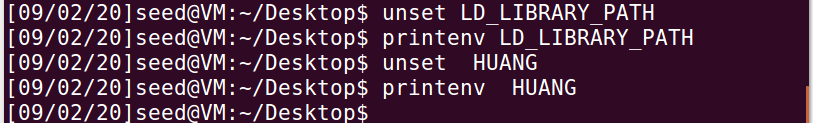 [09/02/20]seed@VM:~/Desktop$ unset LD_LIBRARY_PATH
[09/02/20]seed@VM:~/Desktop$ printenv LD_LIBRARY_PATH
[09/02/20]seed@VM:~/Desktop$ unset  HUANG
[09/02/20]seed@VM:~/Desktop$ printenv  HUANG
[09/02/20]seed@VM:~/Desktop$